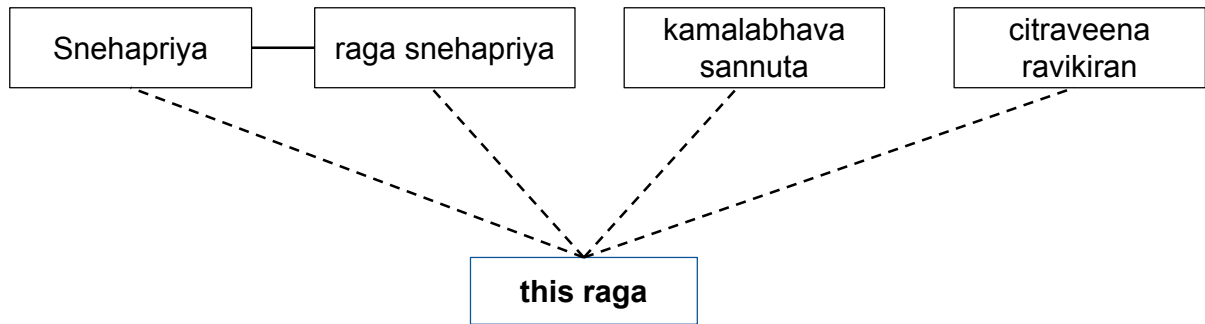 Snehapriya
raga snehapriya
kamalabhava
sannuta
citraveena
ravikiran
this raga